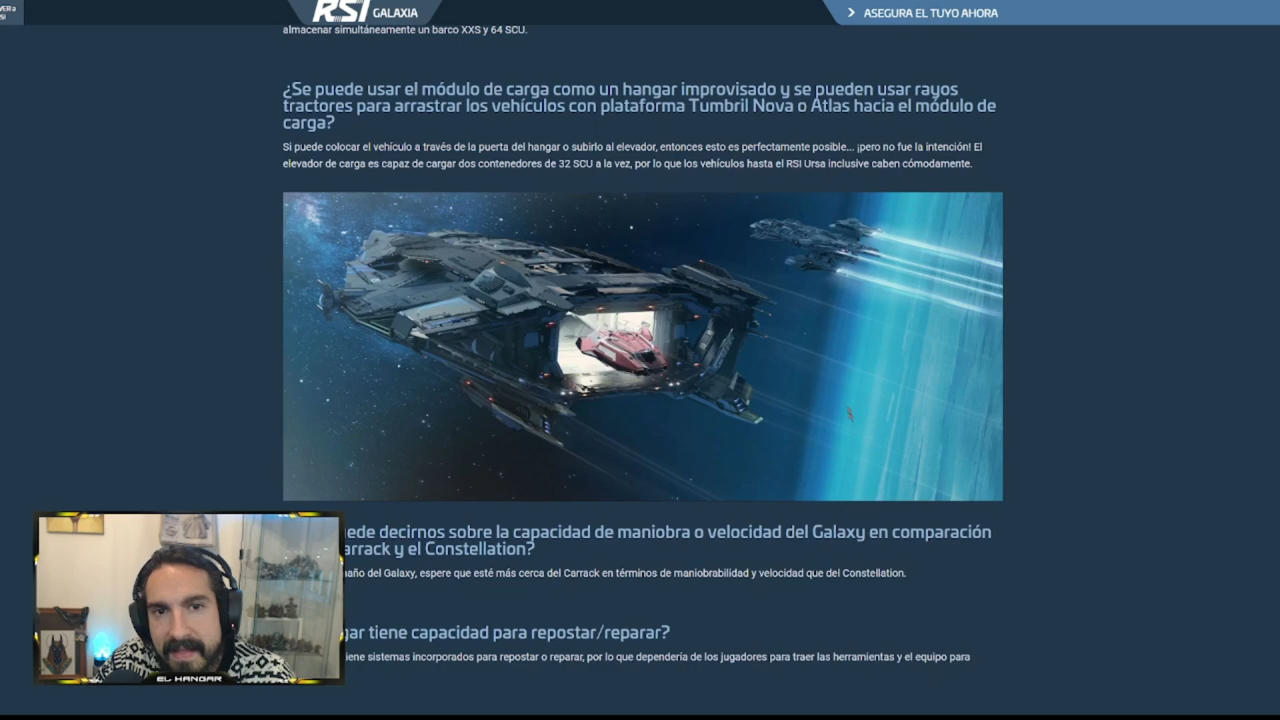 VER a
SI
RSI GALAXIA
ASEGURA EL TUYO AHORA
almacenar simultáneamente un barco XXS y 64 SCU.
¿Se puede usar el módulo de carga como un hangar improvisado y se pueden usar rayos
tractores para arrastrar los vehículos con plataforma Tumbril Nova o Atlas hacia el módulo de
carga?
Si puede colocar el vehículo a través de la puerta del hangar o subirlo al elevador, entonces esto es perfectamente posible... ¡pero no fue la intención! El
elevador de carga es capaz de cargar dos contenedores de 32 SCU a la vez, por lo que los vehículos hasta el RSI Ursa inclusive caben cómodamente.
uede decirnos sobre la capacidad de maniobra o velocidad del Galaxy en comparación
arrack y el Constellation?
maño del Galaxy, espere que esté más cerca del Carrack en términos de maniobrabilidad y velocidad que del Constellation.
gar tiene capacidad para repostar/reparar?
iene sistemas incorporados para repostar o reparar, por lo que dependería de los jugadores para traer las herramientas y el equipo para
EL HANGAR